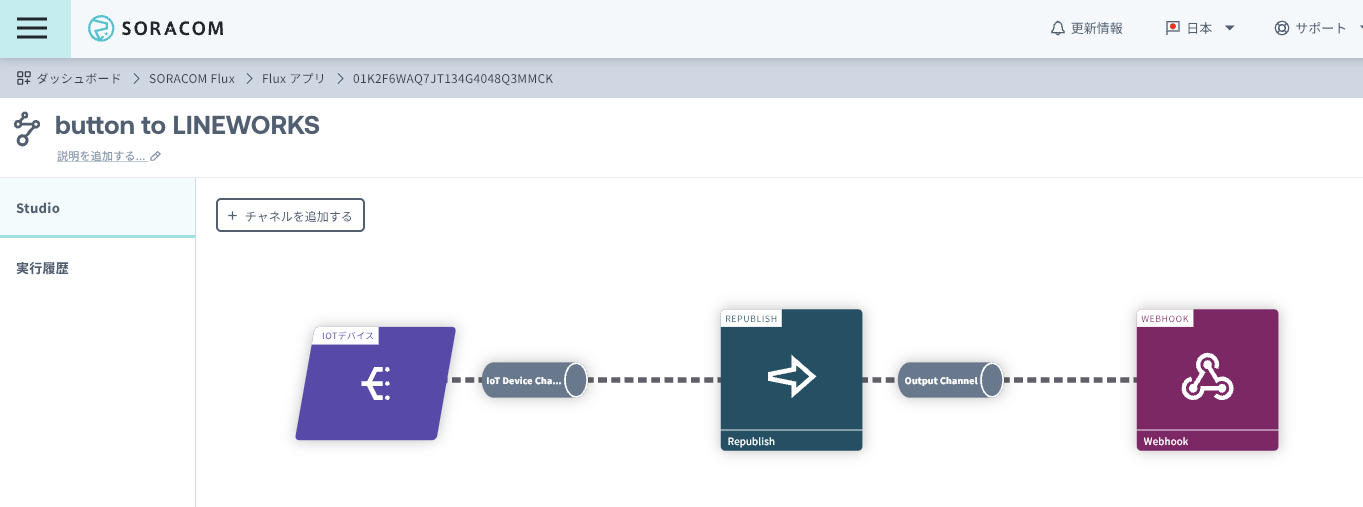 SORACOM
更新情報
日本
サポート
ダッシュボード
SORACOM Flux
Flux アプリ
01K2F6WAQ7JT134G4048Q3MMCK
button to LINEWORKS
説明を追加する...
Studio
実行履歴
+ チャネルを追加する
IOTデバイス
IoT Device Cha...
REPUBLISH
Republish
Output Channel
WEBHOOK
Webhook